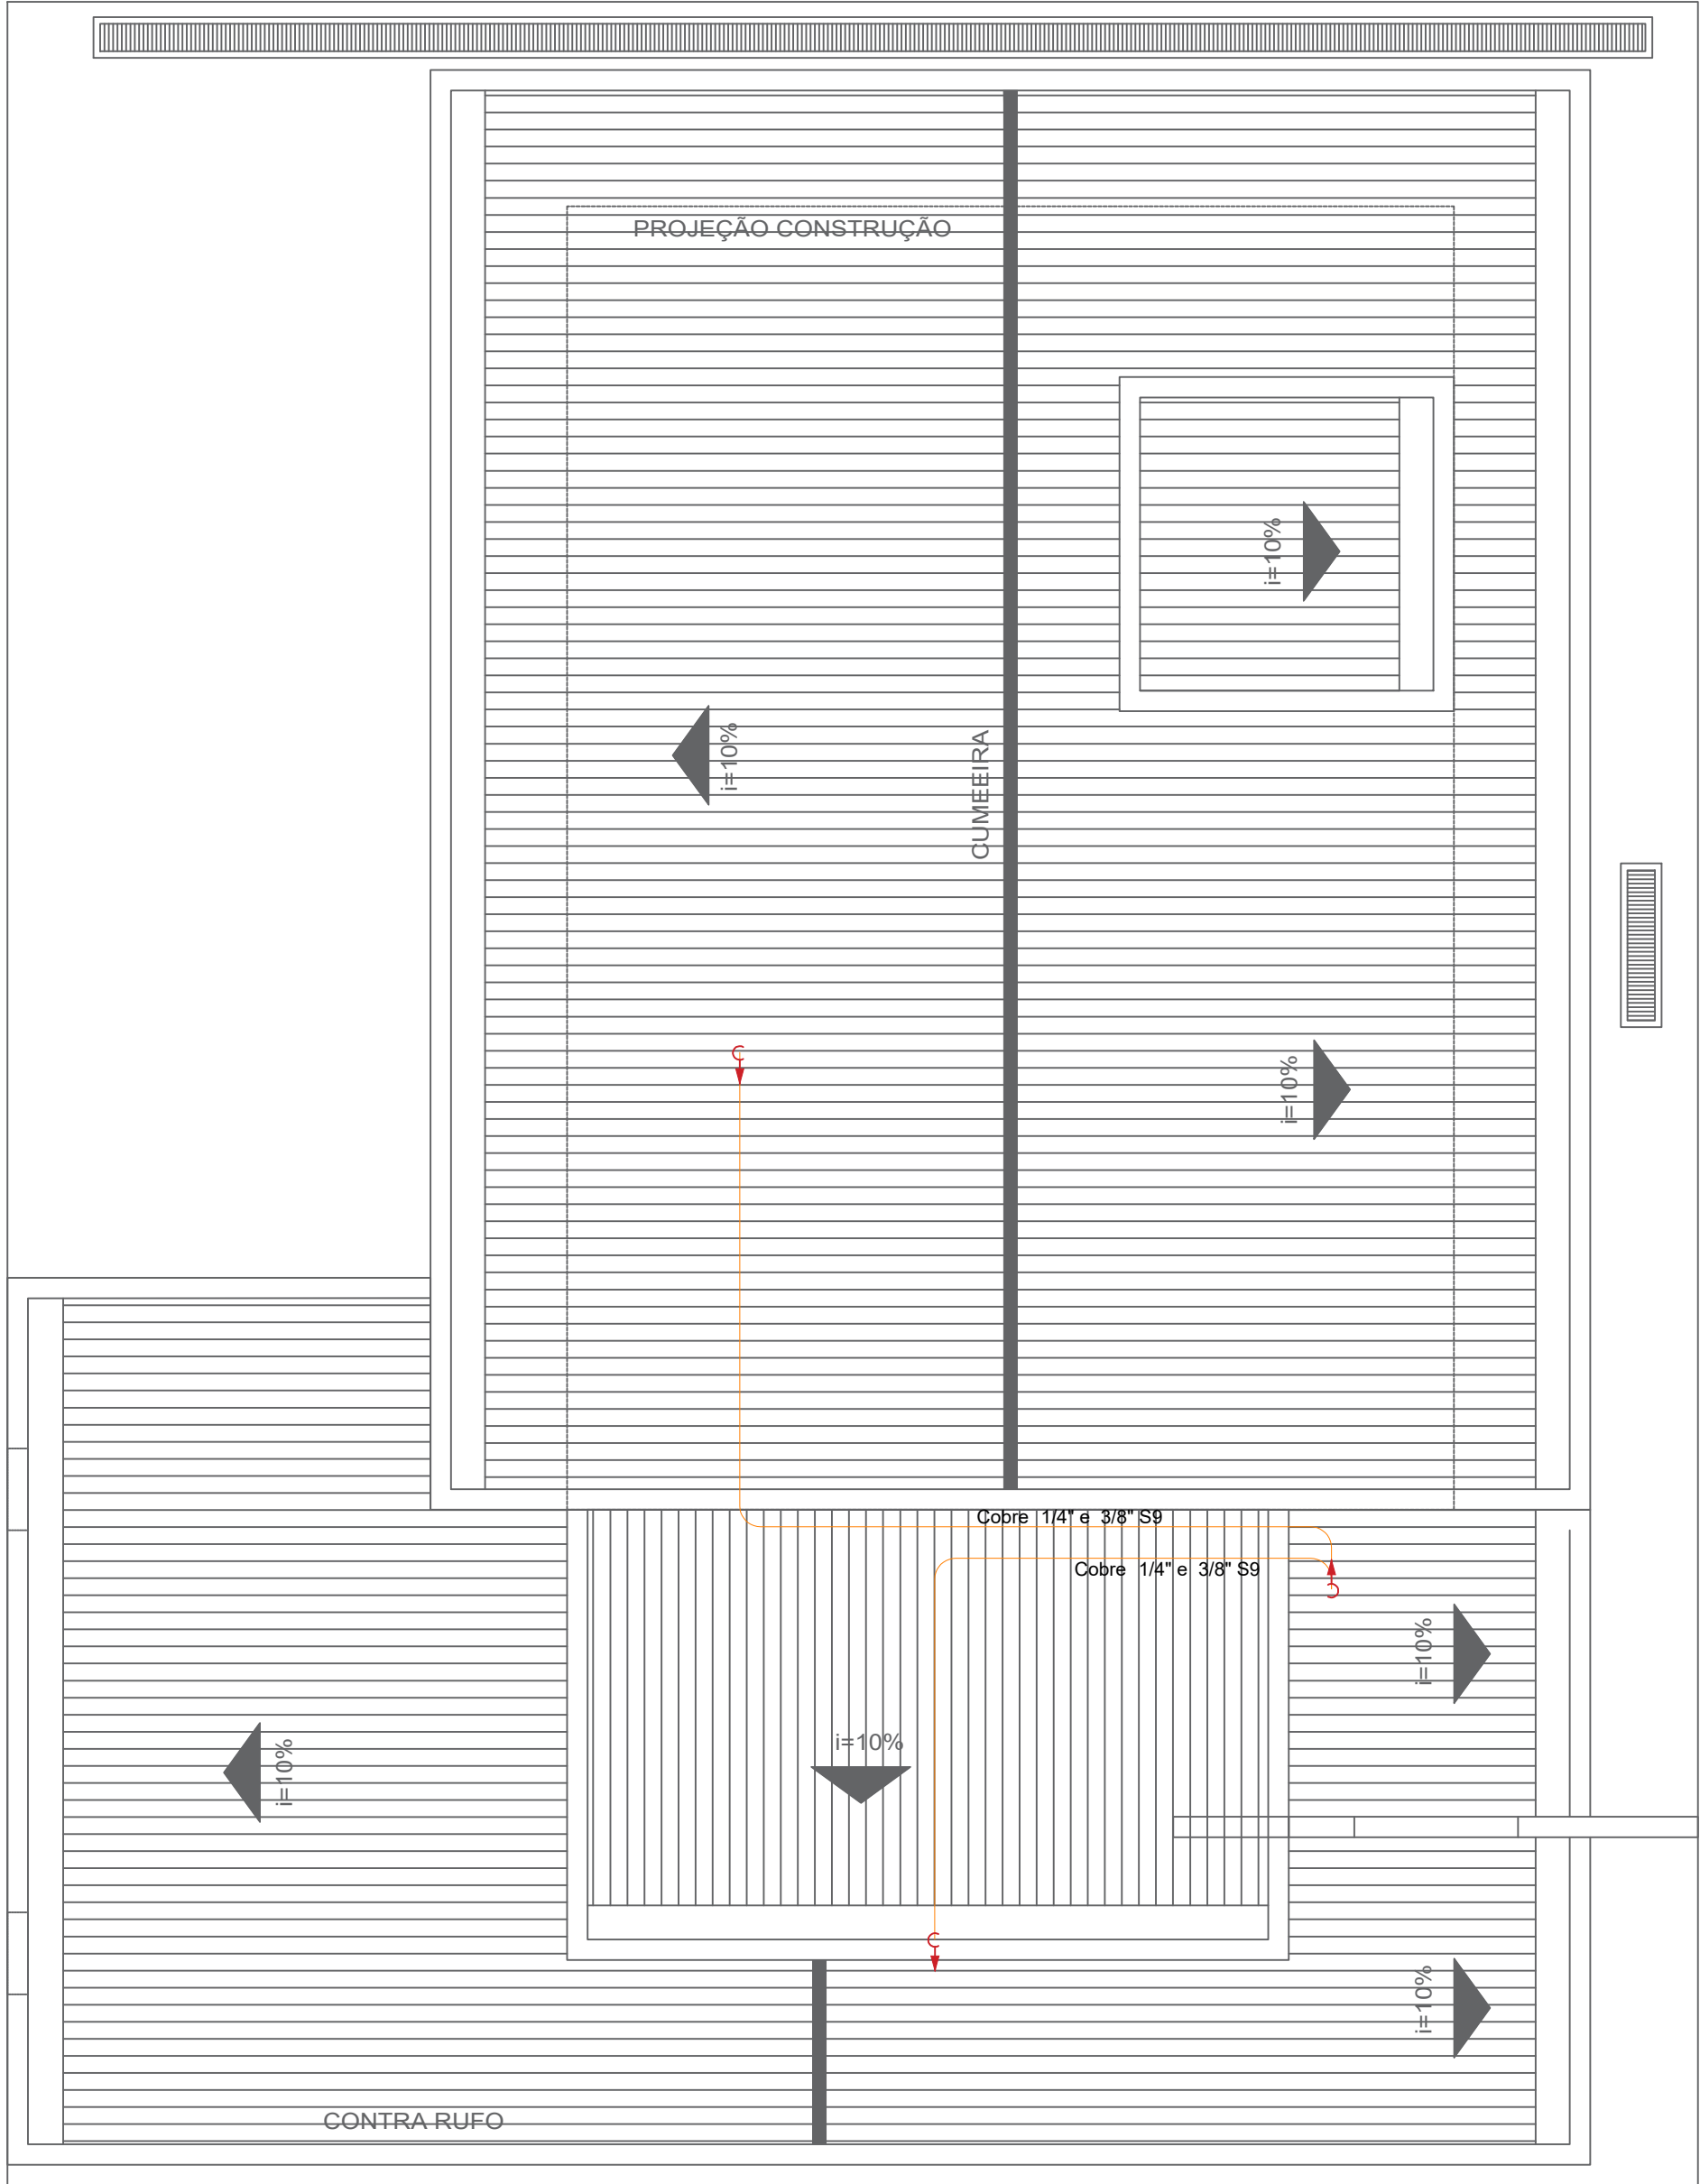 PROJEÇÃO CONSTRUÇÃO
i=10%
i=10%
CUMEEIRA
i=10%
Cobre 1/4" e 3/8" S9
Cobre 1/4" e 3/8" S9
i=10%
i=10%
i=10%
i=10%
CONTRA RUFO